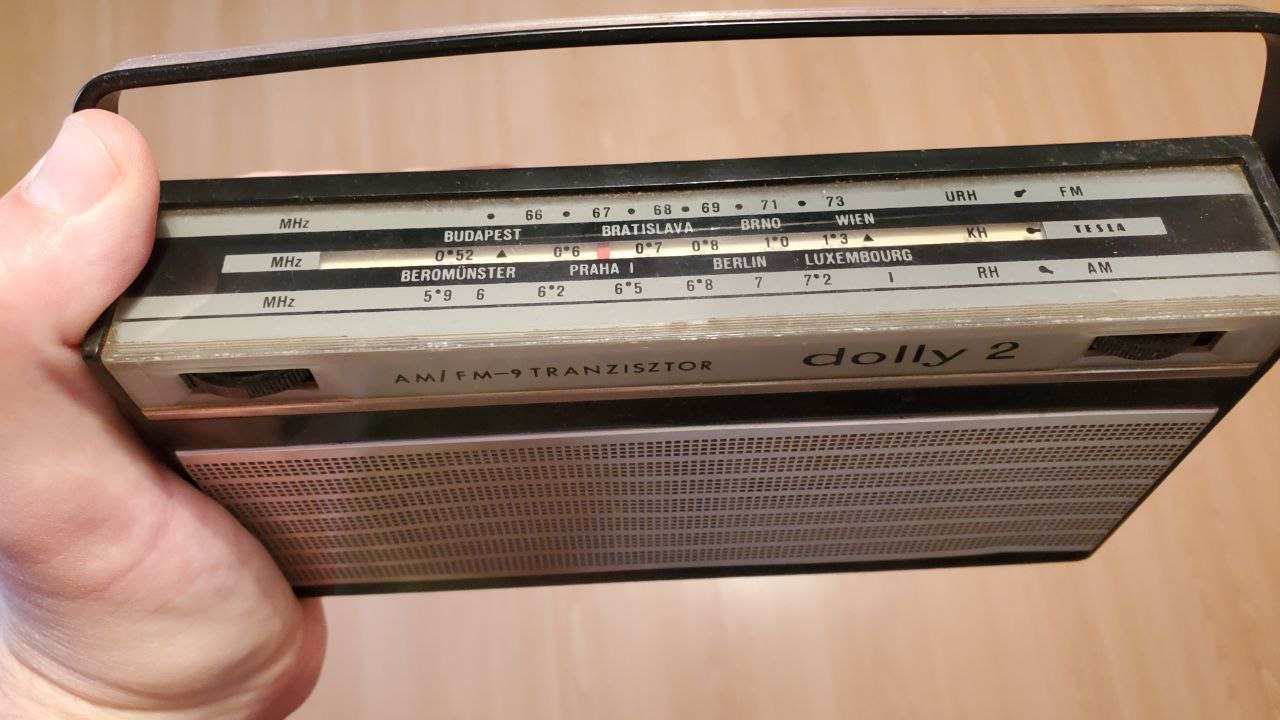 MHz • 66 • 67 • 68 • 69 • 71 • 73 URH FM
BUDAPEST BRATISLAVA BRNO WIEN
MHz 0•52 ▲ 0•6 0•7 0•8 1•0 1•3 ▲ KH TESLA
BEROMÜNSTER PRAHA I BERLIN LUXEMBOURG
MHz 5•9 6 6•2 6•5 6•8 7 7•2 I RH AM
AM/FM–9 TRANZISZTOR dolly 2